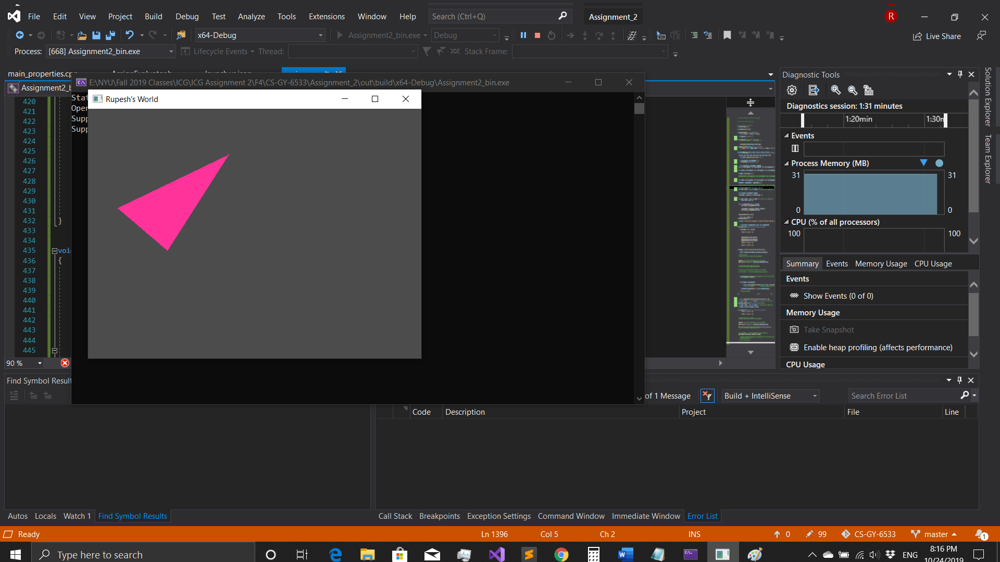 File Edit View Project Build Debug Test Analyze Tools Extensions Window Help Search (Ctrl+Q) Assignment_2 R
x64-Debug Assignment2_bin.exe Debug Live Share
Process: [668] Assignment2_bin.exe Lifecycle Events Thread: Stack Frame:
main_properties.cp
E:\NYU\Fall 2019 Classes\ICG\ICG Assignment 2\F4\CS-GY-6533\Assignment_2\out\build\x64-Debug\Assignment2_bin.exe
Assignment2_b
Stat
Oper
Supp
Supp
Rupesh's World
420
421
422
423
424
425
426
427
428
429
430
431
432 }
433
434
435 voi
436 {
437
438
439
440
441
442
443
444
445
90 %
Diagnostic Tools
Diagnostics session: 1:31 minutes
1:20min 1:30m
Events
Process Memory (MB)
31 31
0 0
CPU (% of all processors)
100 100
Summary Events Memory Usage CPU Usage
Events
Show Events (0 of 0)
Memory Usage
Take Snapshot
Enable heap profiling (affects performance)
CPU Usage
Solution Explorer
Team Explorer
Find Symbol Result
of 1 Message Build + IntelliSense Search Error List
Code Description Project File Line
Autos Locals Watch 1 Find Symbol Results
Call Stack Breakpoints Exception Settings Command Window Immediate Window Error List
Ready Ln 1396 Col 5 Ch 2 INS 0 99 CS-GY-6533 master 1
Type here to search
ENG 8:16 PM
10/24/2019